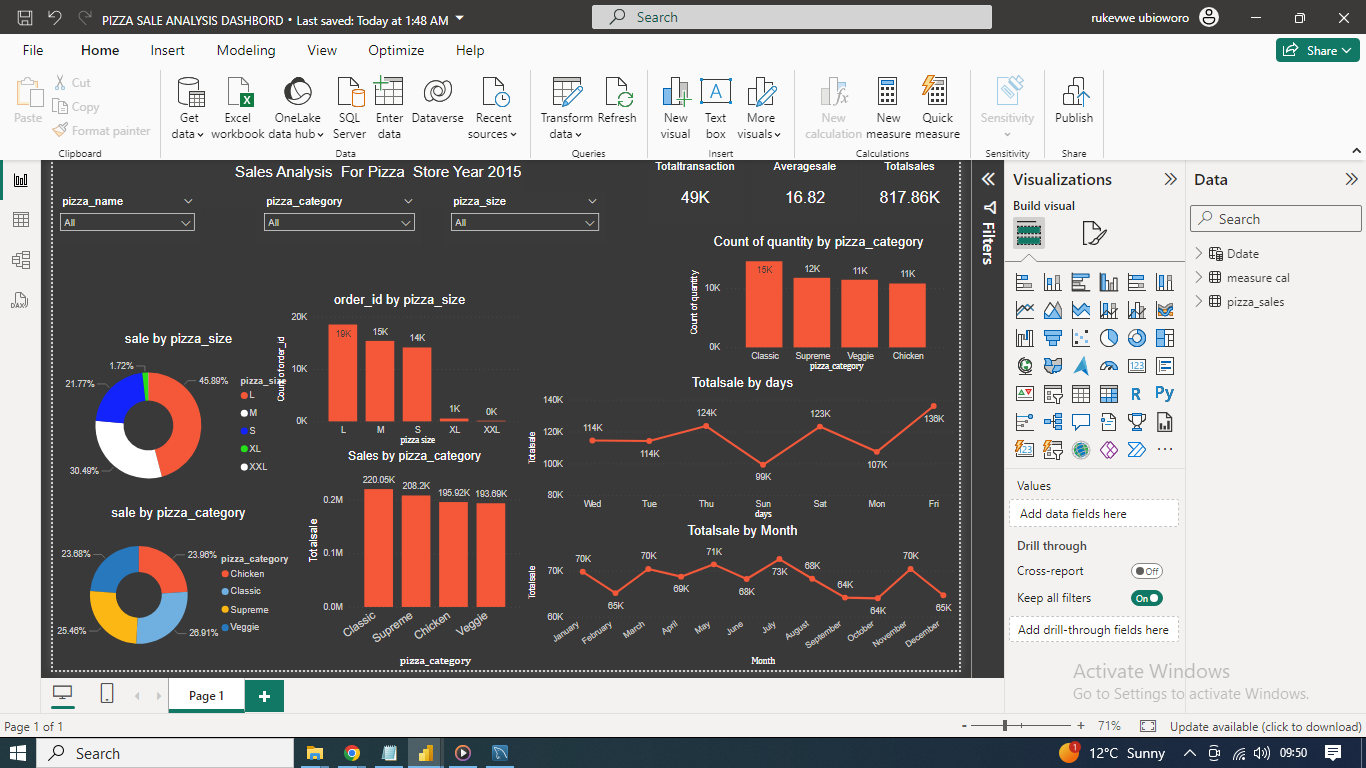 PIZZA SALE ANALYSIS DASHBORD • Last saved: Today at 1:48 AM
Search
rukevwe ubioworo
File Home Insert Modeling View Optimize Help
Share
Paste
Cut
Copy
Format painter
Get data
Excel workbook
OneLake data hub
SQL Server
Enter data
Dataverse
Recent sources
Transform data
Refresh
New visual
Text box
More visuals
New calculation
New measure
Quick measure
Sensitivity
Publish
Clipboard Data Queries Insert Calculations Sensitivity Share
Sales Analysis For Pizza Store Year 2015
pizza_name
All
pizza_category
All
pizza_size
All
Totaltransaction
49K
Averagesale
16.82
Totalsales
817.86K
Count of quantity by pizza_category
Count of quantity
10K
0K
15K 12K 11K 11K
Classic Supreme Veggie Chicken
pizza_category
order_id by pizza_size
Count of order_id
20K
10K
0K
19K 15K 14K 1K 0K
L M S XL XXL
pizza size
sale by pizza_size
1.72%
21.77%
45.89%
30.49%
pizza_size
L
M
S
XL
XXL
Totalsale by days
Totalsale
140K
120K
100K
80K
114K 114K 124K 99K 123K 107K 136K
Wed Tue Thu Sun Sat Mon Fri
days
Sales by pizza_category
Totalsale
0.2M
0.1M
0.0M
220.05K 208.2K 195.92K 193.69K
Classic Supreme Chicken Veggie
pizza_category
sale by pizza_category
23.68%
23.96%
25.46%
26.91%
pizza_category
Chicken
Classic
Supreme
Veggie
Totalsale by Month
Totalsale
70K
60K
70K 65K 70K 69K 71K 68K 73K 68K 64K 64K 70K 65K
January February March April May June July August September October November December
Month
Filters
Visualizations
Build visual
Values
Add data fields here
Drill through
Cross-report Off
Keep all filters On
Add drill-through fields here
Data
Search
Ddate
measure cal
pizza_sales
Activate Windows
Go to Settings to activate Windows.
Page 1
Page 1 of 1
- + 71%
Update available (click to download)
Search
12°C Sunny
09:50